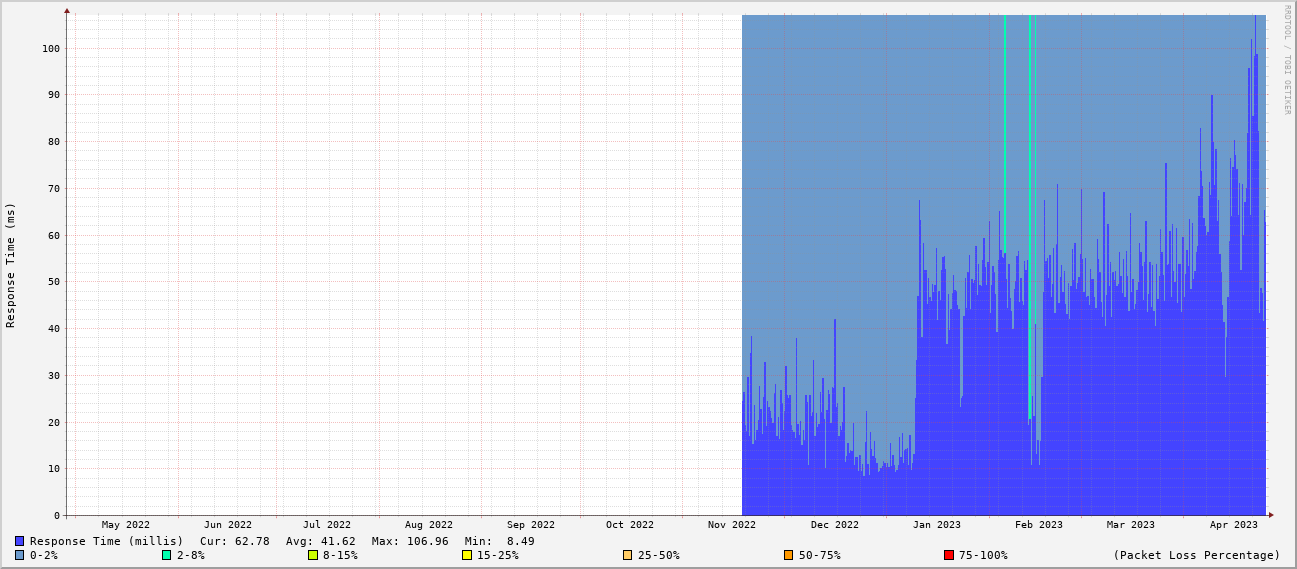 RRDTOOL / TOBI OETIKER
Response Time (ms)
100
90
80
70
60
50
40
30
20
10
0
May 2022 Jun 2022 Jul 2022 Aug 2022 Sep 2022 Oct 2022 Nov 2022 Dec 2022 Jan 2023 Feb 2023 Mar 2023 Apr 2023
Response Time (millis) Cur: 62.78 Avg: 41.62 Max: 106.96 Min: 8.49
0-2% 2-8% 8-15% 15-25% 25-50% 50-75% 75-100% (Packet Loss Percentage)